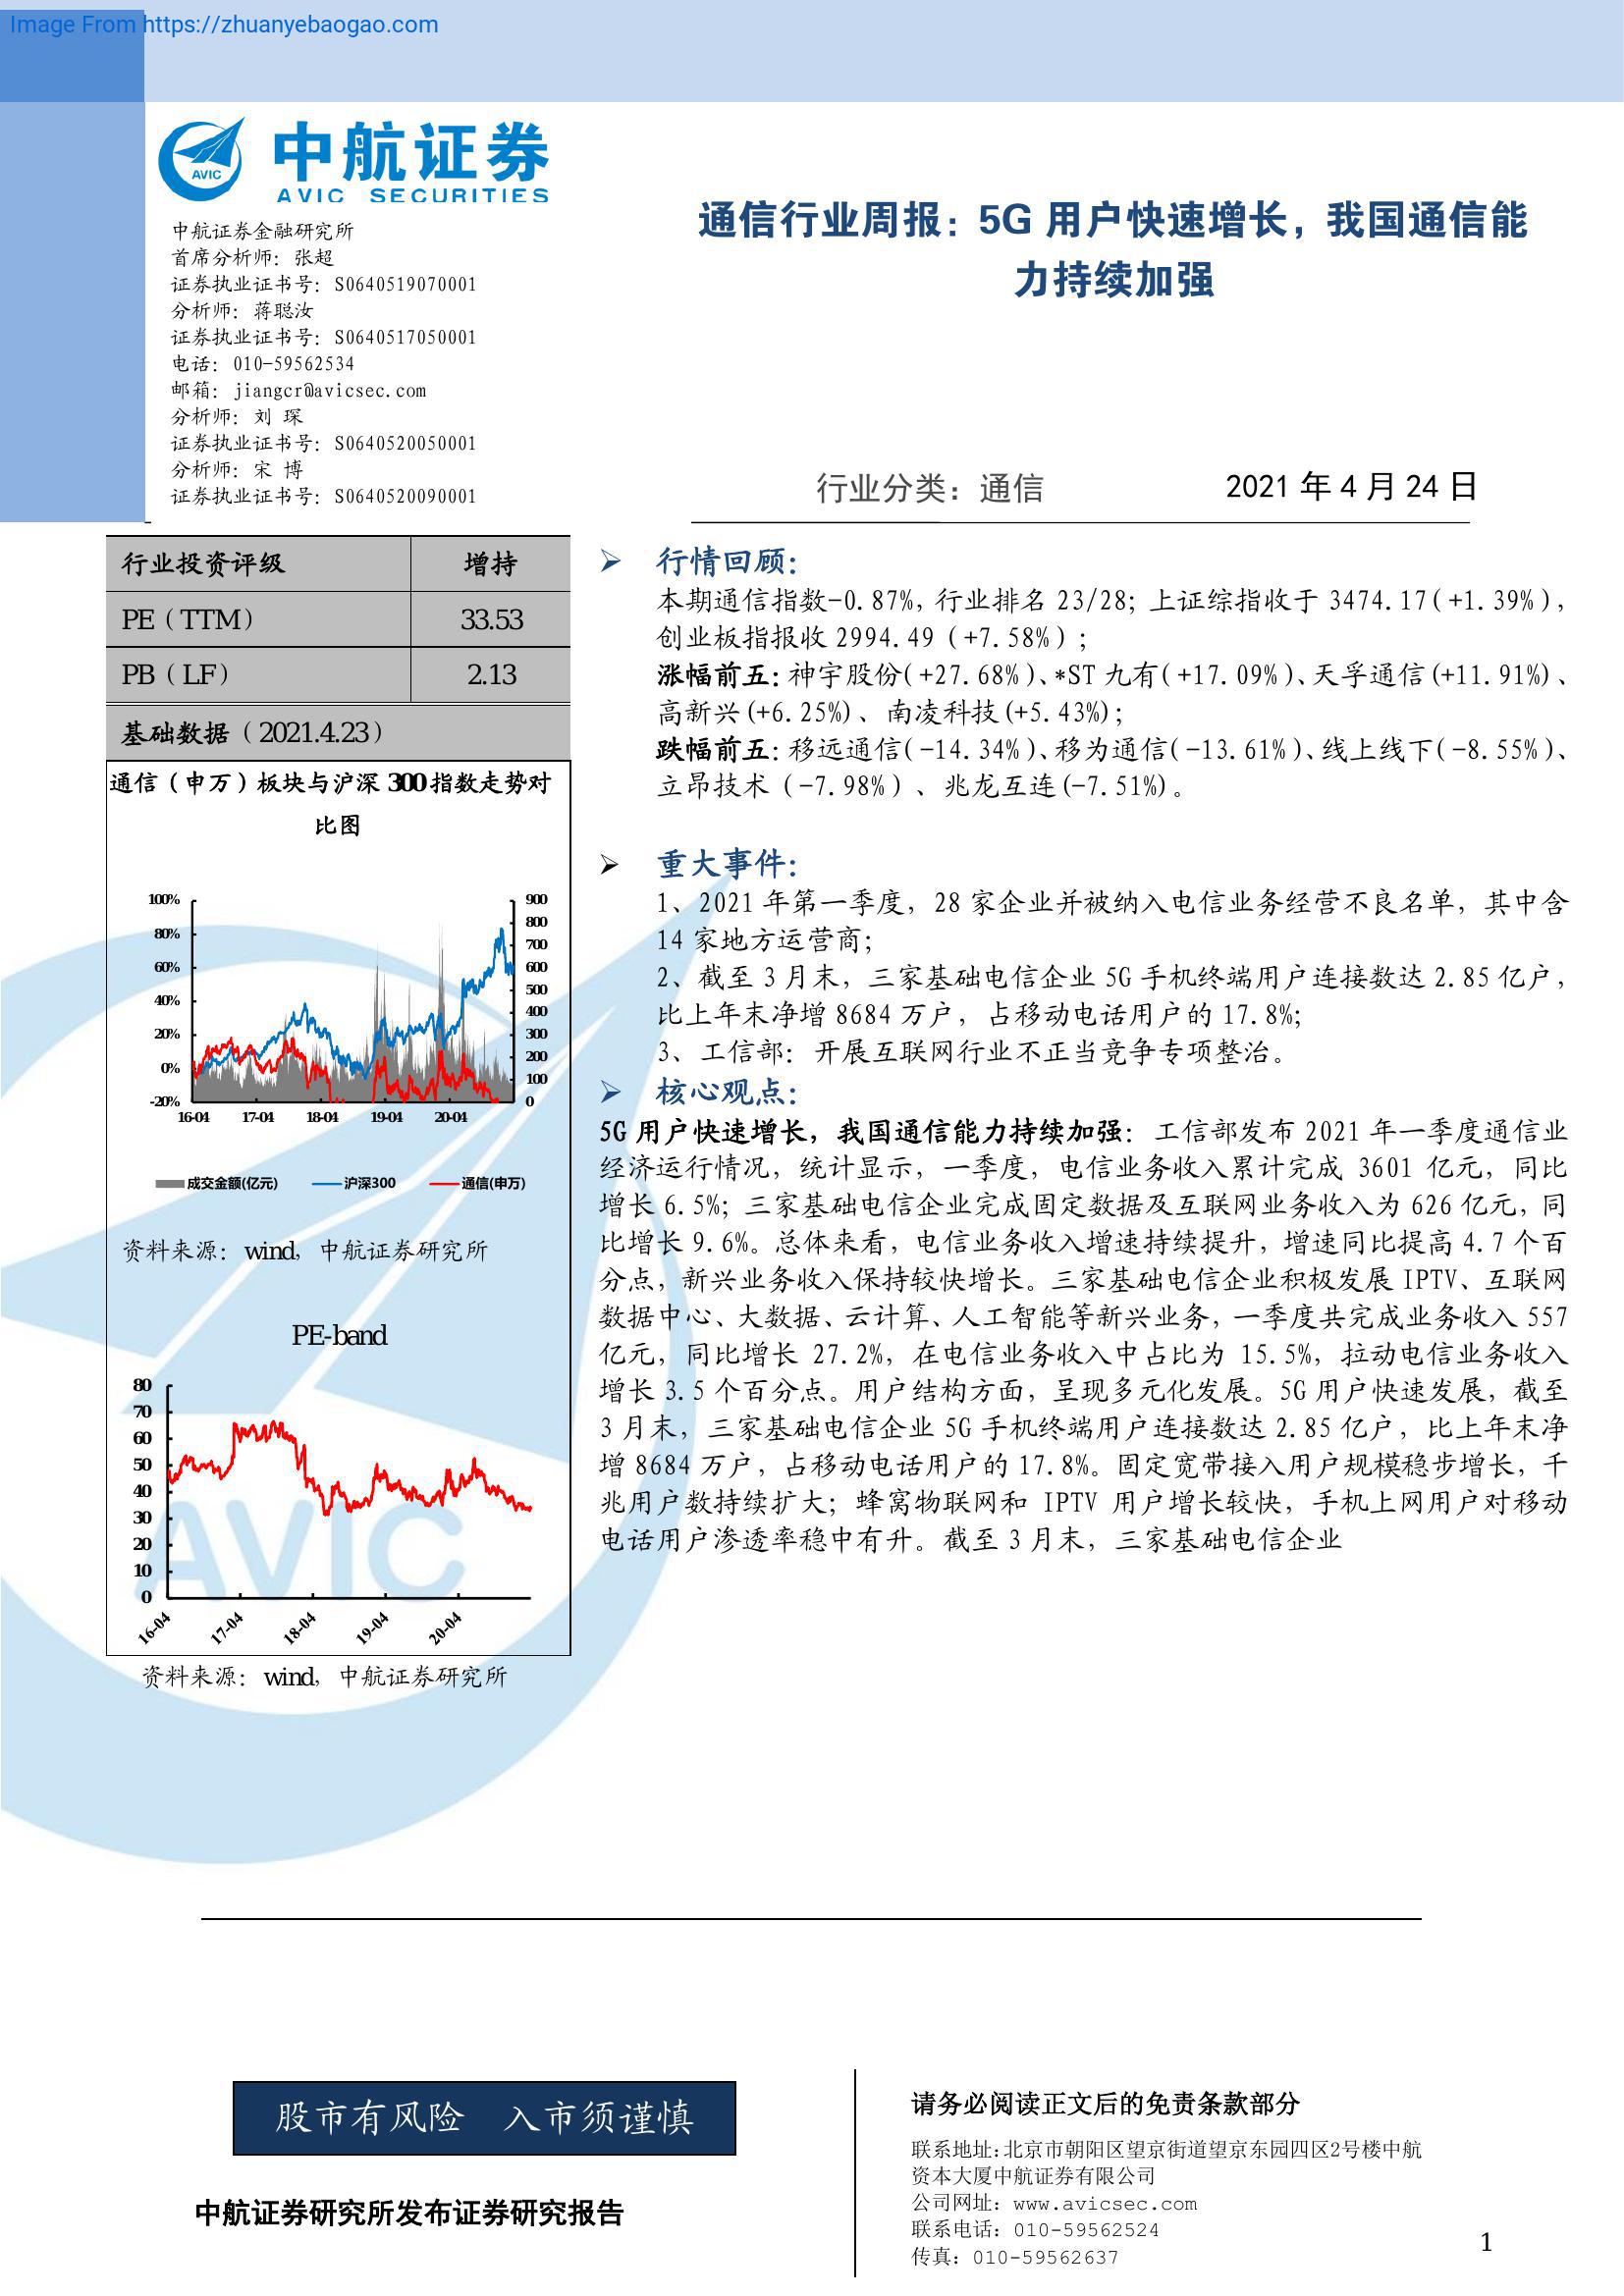 Image From https://zhuanyebaogao.com
AVIC
中航证券
AVIC SECURITIES
中航证券金融研究所
首席分析师：张超
证券执业证书号：S0640519070001
分析师：蒋聪汝
证券执业证书号：S0640517050001
电话：010-59562534
邮箱：jiangcr@avicsec.com
分析师：刘 琛
证券执业证书号：S0640520050001
分析师：宋 博
证券执业证书号：S0640520090001
通信行业周报：5G 用户快速增长，我国通信能
力持续加强
行业分类：通信 2021 年 4 月 24 日
行业投资评级 增持
PE（TTM） 33.53
PB（LF） 2.13
基础数据（2021.4.23）
通信（申万）板块与沪深 300 指数走势对
比图
100%
80%
60%
40%
20%
0%
-20%
900
800
700
600
500
400
300
200
100
0
16-04 17-04 18-04 19-04 20-04
成交金额(亿元) 沪深300 通信(申万)
资料来源：wind，中航证券研究所
PE-band
80
70
60
50
40
30
20
10
0
16-04 17-04 18-04 19-04 20-04
AVIC
资料来源：wind，中航证券研究所
➢ 行情回顾：
本期通信指数-0.87%，行业排名 23/28；上证综指收于 3474.17(+1.39%)，
创业板指报收 2994.49（+7.58%）；
涨幅前五：神宇股份(+27.68%)、*ST 九有(+17.09%)、天孚通信(+11.91%)、
高新兴(+6.25%)、南凌科技(+5.43%)；
跌幅前五：移远通信(-14.34%)、移为通信(-13.61%)、线上线下(-8.55%)、
立昂技术（-7.98%）、兆龙互连(-7.51%)。
➢ 重大事件：
1、2021 年第一季度，28 家企业并被纳入电信业务经营不良名单，其中含
14 家地方运营商；
2、截至 3 月末，三家基础电信企业 5G 手机终端用户连接数达 2.85 亿户，
比上年末净增 8684 万户，占移动电话用户的 17.8%；
3、工信部：开展互联网行业不正当竞争专项整治。
➢ 核心观点：
5G 用户快速增长，我国通信能力持续加强：工信部发布 2021 年一季度通信业
经济运行情况，统计显示，一季度，电信业务收入累计完成 3601 亿元，同比
增长 6.5%；三家基础电信企业完成固定数据及互联网业务收入为 626 亿元，同
比增长 9.6%。总体来看，电信业务收入增速持续提升，增速同比提高 4.7 个百
分点，新兴业务收入保持较快增长。三家基础电信企业积极发展 IPTV、互联网
数据中心、大数据、云计算、人工智能等新兴业务，一季度共完成业务收入 557
亿元，同比增长 27.2%，在电信业务收入中占比为 15.5%，拉动电信业务收入
增长 3.5 个百分点。用户结构方面，呈现多元化发展。5G 用户快速发展，截至
3 月末，三家基础电信企业 5G 手机终端用户连接数达 2.85 亿户，比上年末净
增 8684 万户，占移动电话用户的 17.8%。固定宽带接入用户规模稳步增长，千
兆用户数持续扩大；蜂窝物联网和 IPTV 用户增长较快，手机上网用户对移动
电话用户渗透率稳中有升。截至 3 月末，三家基础电信企业
股市有风险 入市须谨慎
中航证券研究所发布证券研究报告
请务必阅读正文后的免责条款部分
联系地址:北京市朝阳区望京街道望京东园四区2号楼中航
资本大厦中航证券有限公司
公司网址：www.avicsec.com
联系电话：010-59562524
传真：010-59562637
1